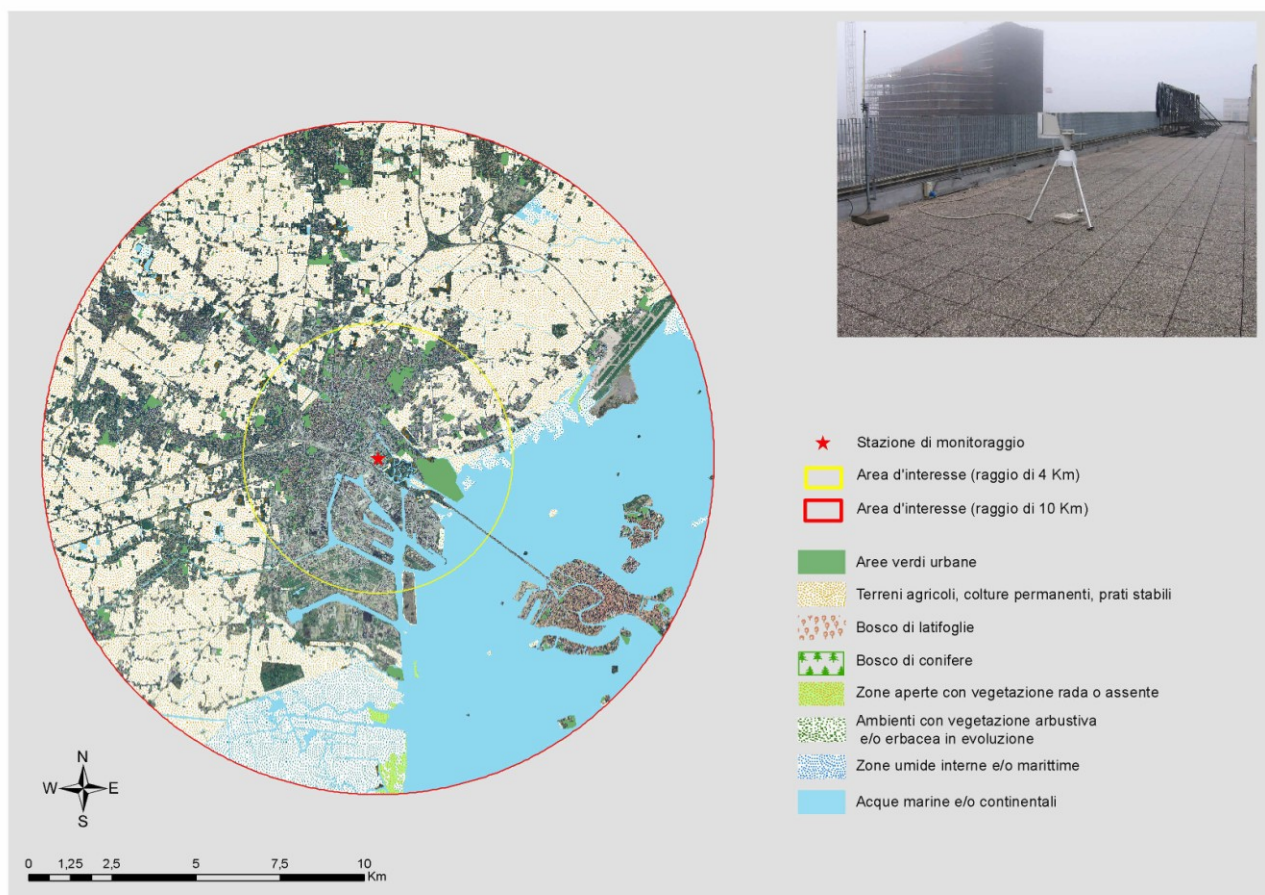 Stazione di monitoraggio
Area d'interesse (raggio di 4 Km)
Area d'interesse (raggio di 10 Km)
Aree verdi urbane
Terreni agricoli, colture permanenti, prati stabili
Bosco di latifoglie
Bosco di conifere
Zone aperte con vegetazione rada o assente
Ambienti con vegetazione arbustiva
e/o erbacea in evoluzione
Zone umide interne e/o marittime
Acque marine e/o continentali
N
W E
S
0 1,25 2,5 5 7,5 10
Km